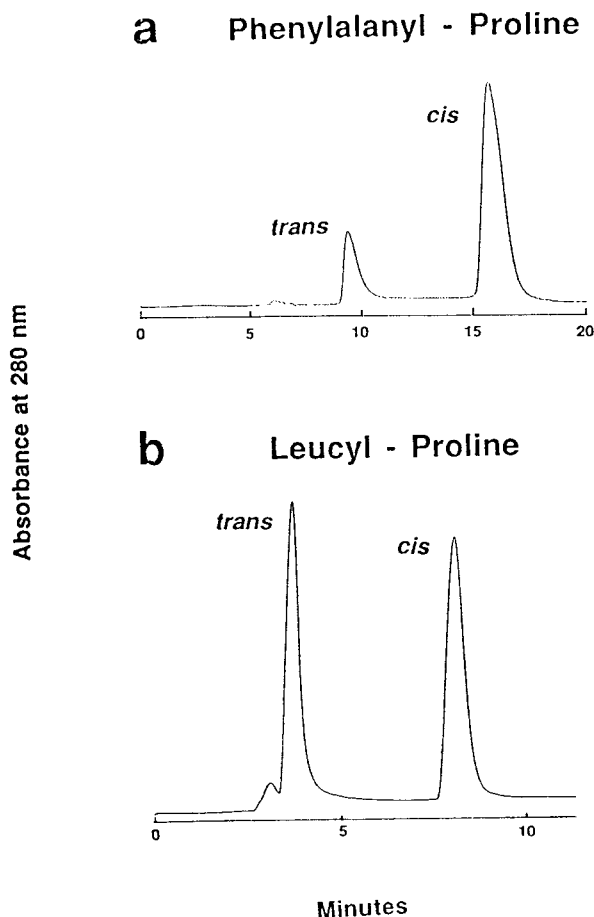 a Phenylalanyl - Proline
cis
trans
0 5 10 15 20
Absorbance at 280 nm
b Leucyl - Proline
trans
cis
0 5 10
Minutes